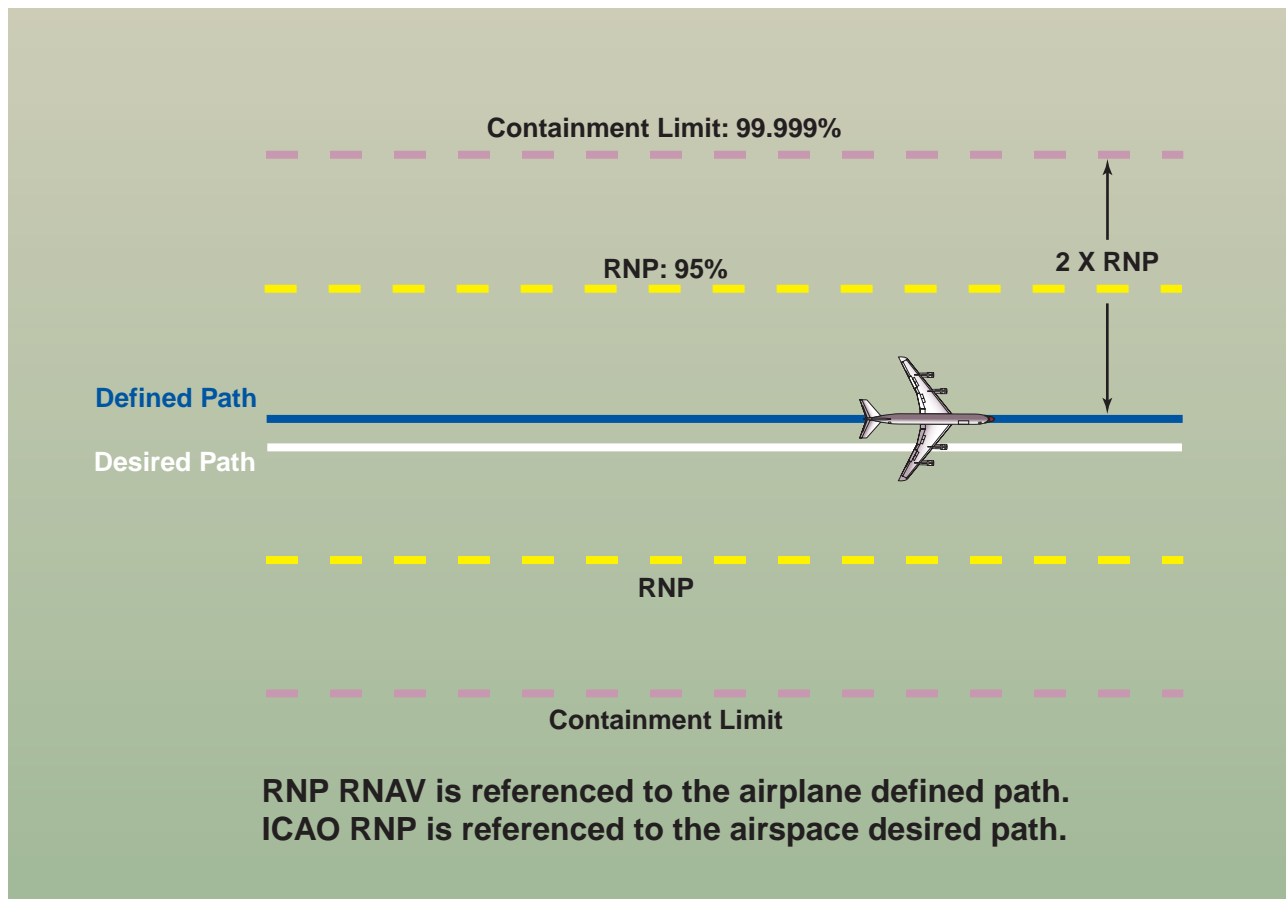 Containment Limit: 99.999%
RNP: 95%
2 X RNP
Defined Path
Desired Path
RNP
Containment Limit
RNP RNAV is referenced to the airplane defined path.
ICAO RNP is referenced to the airspace desired path.